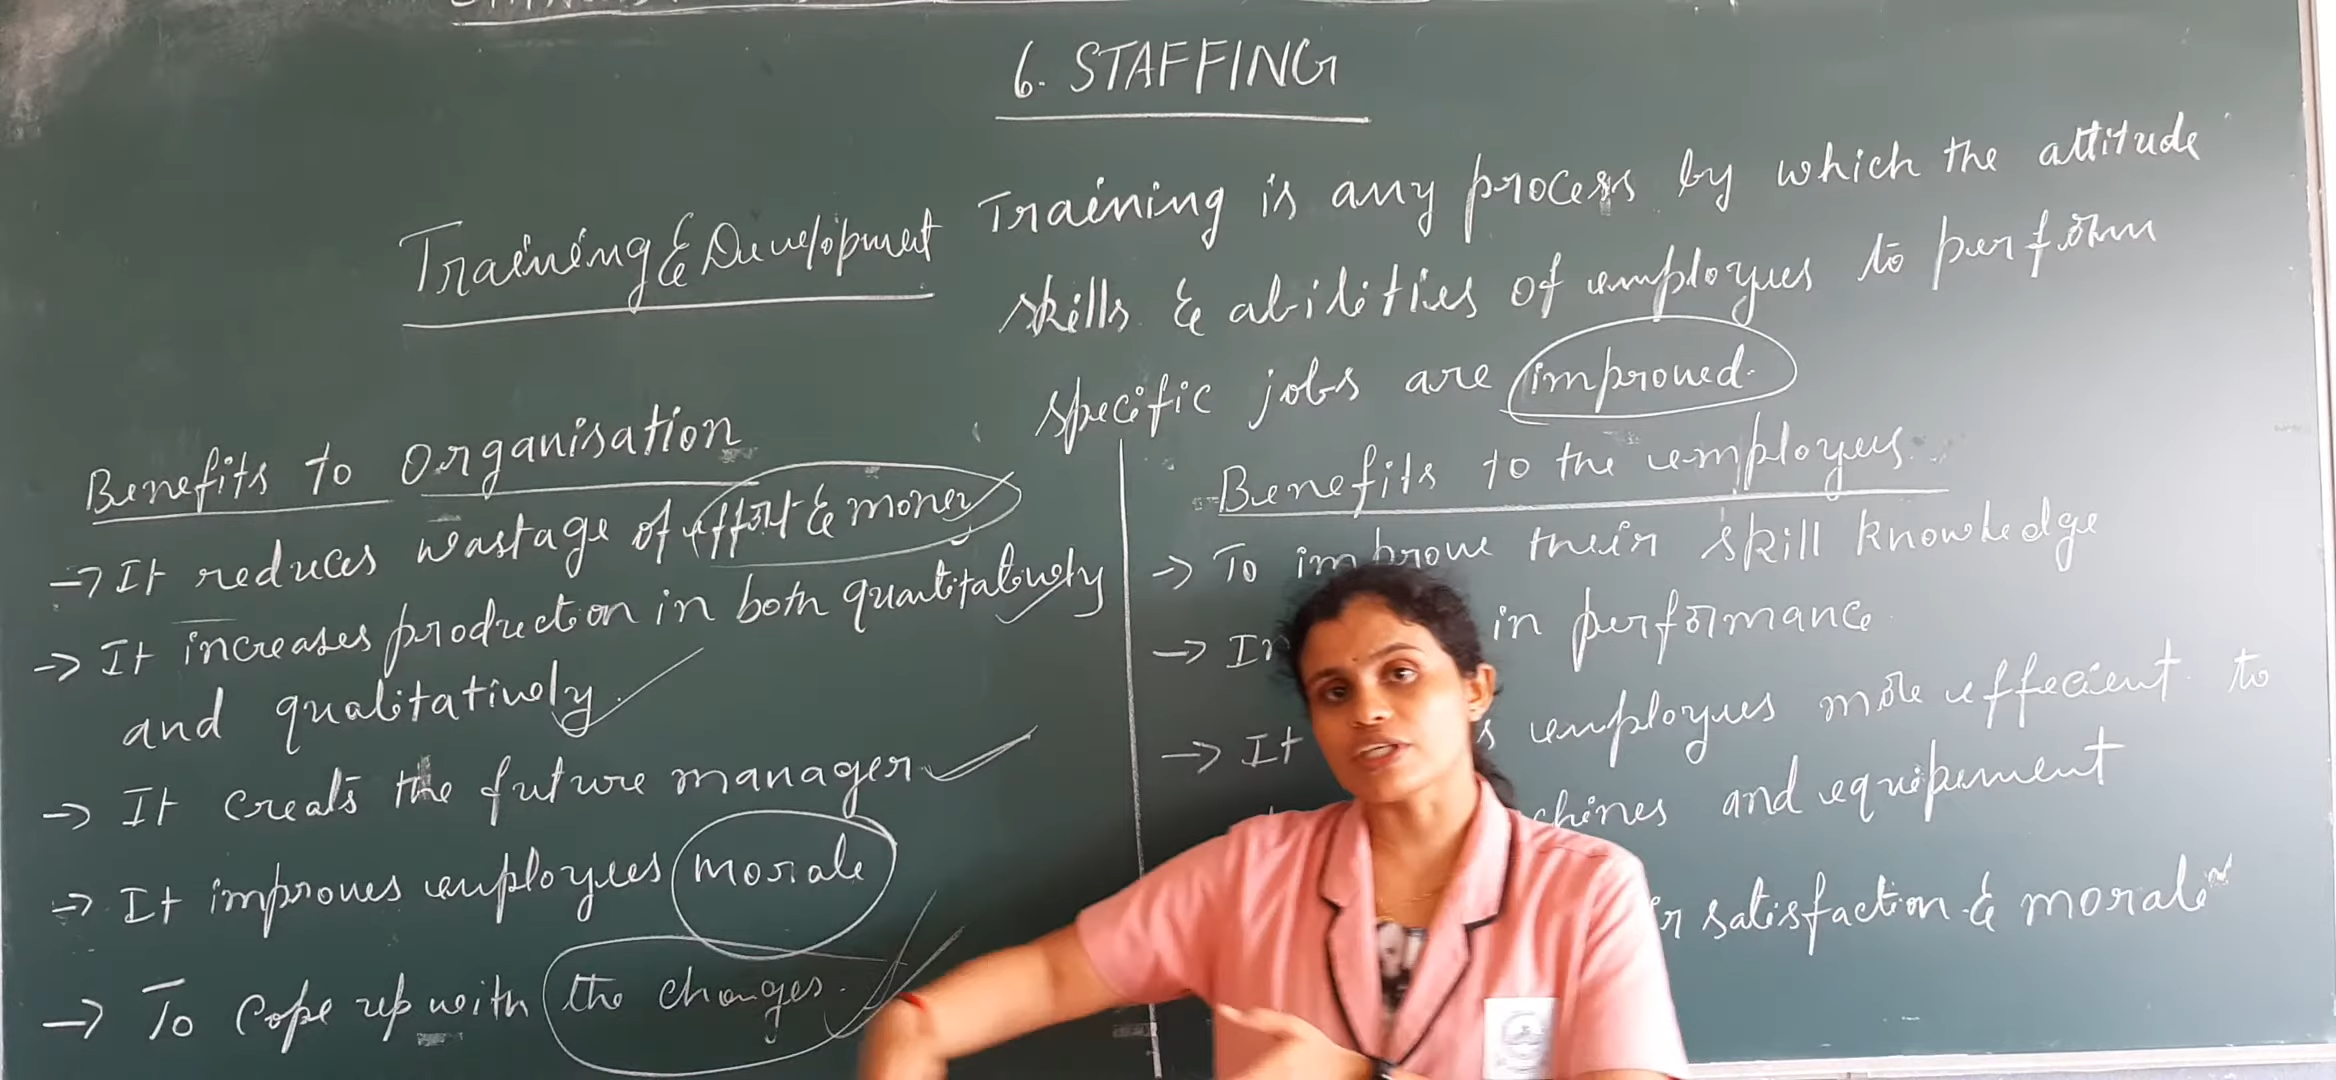 6. STAFFING
Training & Development
Training is any process by which the attitude
skills & abilities of employees to perform
specific jobs are improved.
Benefits to Organisation
→ It reduces wastage of effort & money
→ It increases production in both quantitatively
and qualitatively.
→ It creats the future manager
→ It improves employees morale
→ To Cope up with the changes.
Benefits to the employees
→ To improve their skill knowledge
→ in performance
→ It employees more effecient to
and equipement
satisfaction & morale